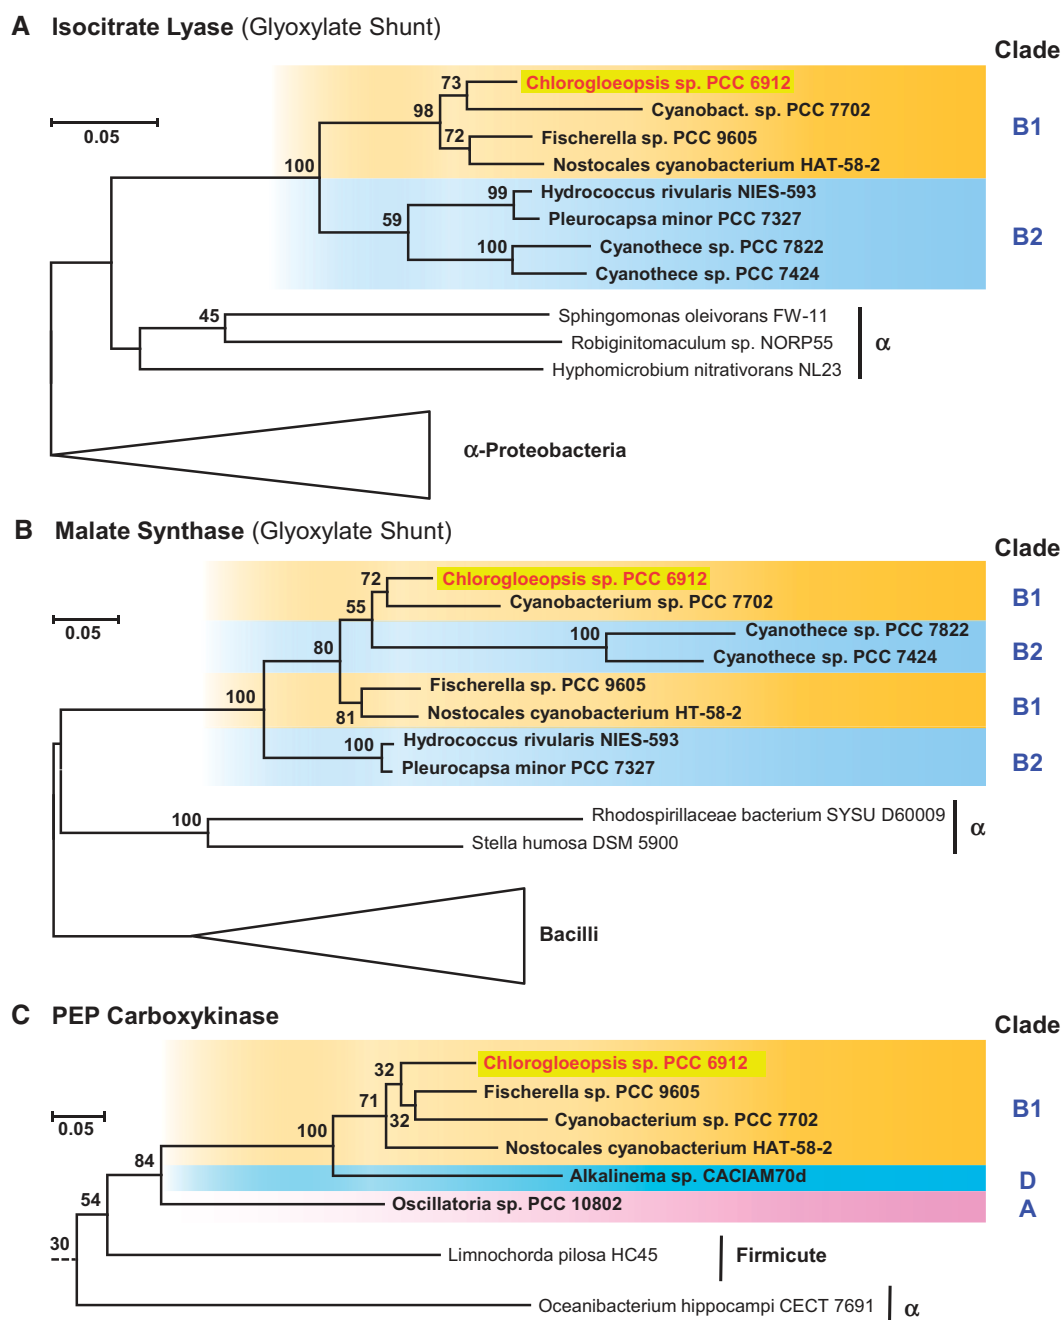 A Isocitrate Lyase (Glyoxylate Shunt)
Clade
0.05
73
Chlorogloeopsis sp. PCC 6912
98
Cyanobact. sp. PCC 7702
B1
72
Fischerella sp. PCC 9605
Nostocales cyanobacterium HAT-58-2
100
99
Hydrococcus rivularis NIES-593
Pleurocapsa minor PCC 7327
59
B2
100
Cyanothece sp. PCC 7822
Cyanothece sp. PCC 7424
Sphingomonas oleivorans FW-11
45
Robiginitomaculum sp. NORP55
α
Hyphomicrobium nitrativorans NL23
α-Proteobacteria
B Malate Synthase (Glyoxylate Shunt)
Clade
0.05
72
Chlorogloeopsis sp. PCC 6912
55
Cyanobacterium sp. PCC 7702
B1
80
100
Cyanothece sp. PCC 7822
Cyanothece sp. PCC 7424
B2
Fischerella sp. PCC 9605
100
81
Nostocales cyanobacterium HT-58-2
B1
100
Hydrococcus rivularis NIES-593
Pleurocapsa minor PCC 7327
B2
100
Rhodospirillaceae bacterium SYSU D60009
Stella humosa DSM 5900
α
Bacilli
C PEP Carboxykinase
Clade
0.05
32
Chlorogloeopsis sp. PCC 6912
71
Fischerella sp. PCC 9605
32
Cyanobacterium sp. PCC 7702
B1
100
Nostocales cyanobacterium HAT-58-2
84
Alkalinema sp. CACIAM70d
D
Oscillatoria sp. PCC 10802
A
54
30
Limnochorda pilosa HC45
Firmicute
Oceanibacterium hippocampi CECT 7691
α